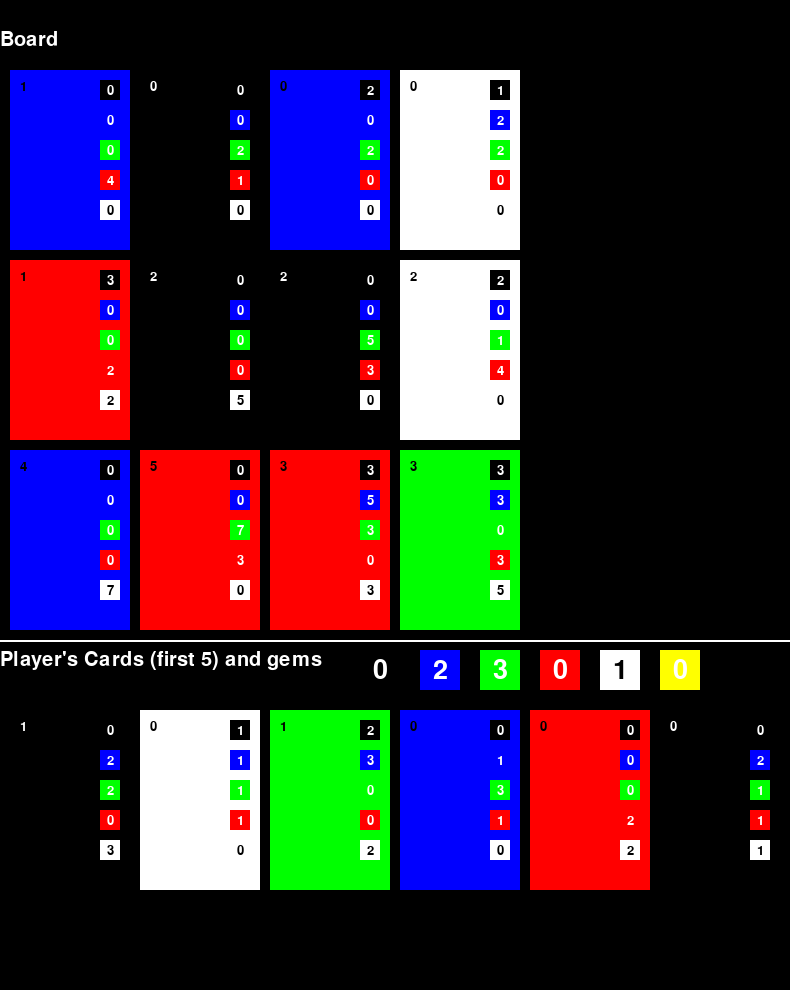 Board
1 0 0 0 0 2 0 1
0 0 0 2
0 2 2 2
4 1 0 0
0 0 0 0
1 3 2 0 2 0 2 2
0 0 0 0
0 0 5 1
2 0 3 4
2 5 0 0
4 0 5 0 3 3 3 3
0 0 5 3
0 7 3 0
0 3 0 3
7 0 3 5
Player's Cards (first 5) and gems 0 2 3 0 1 0
1 0 0 1 1 2 0 0 0 0 0 0
2 1 3 1 0 2
2 1 0 3 0 1
0 1 0 1 2 1
3 0 2 0 2 1